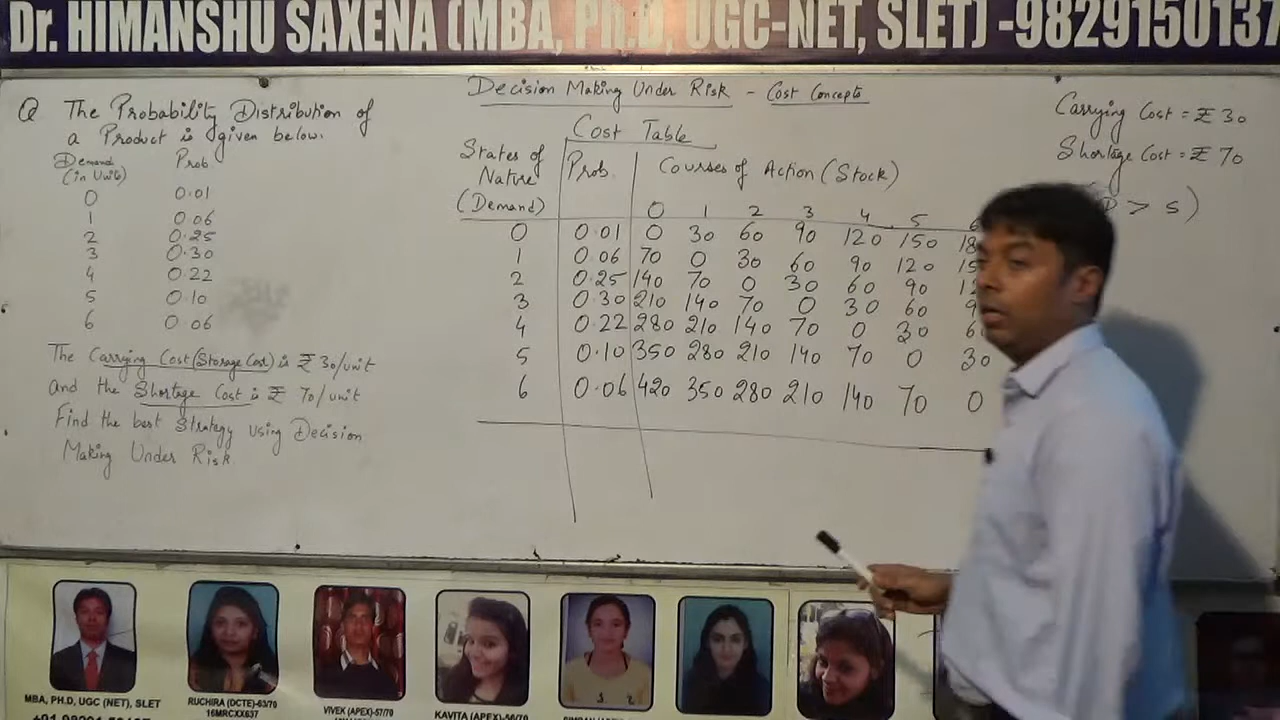 Dr. HIMANSHU SAXENA (MBA, Ph.D, UGC-NET, SLET) -9829150137
Decision Making Under Risk - Cost Concepts
Q The Probability Distribution of
a Product is given below.
Demand Prob.
(in Units)
0 0.01
1 0.06
2 0.25
3 0.30
4 0.22
5 0.10
6 0.06
The Carrying Cost (Storage Cost) is ₹ 30/unit
and the Shortage Cost is ₹ 70/unit
Find the best Strategy using Decision
Making Under Risk.
Cost Table
States of Nature (Demand) Prob. Courses of Action (Stock)
0 1 2 3 4 5 6
0 0.01 0 30 60 90 120 150 18
1 0.06 70 0 30 60 90 120 15
2 0.25 140 70 0 30 60 90 12
3 0.30 210 140 70 0 30 60 9
4 0.22 280 210 140 70 0 30 6
5 0.10 350 280 210 140 70 0 30
6 0.06 420 350 280 210 140 70 0
Carrying Cost = ₹ 30
Shortage Cost = ₹ 70
> S)
MBA, PH.D, UGC (NET), SLET
RUCHIRA (DCTE)-63/70
16MRCXX637
VIVEK (APEX)-57/70
KAVITA (APEX)-56/70